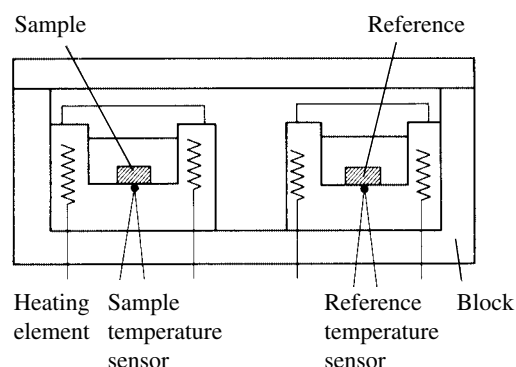 Sample
Reference
Heating
element
Sample
temperature
sensor
Reference
temperature
sensor
Block